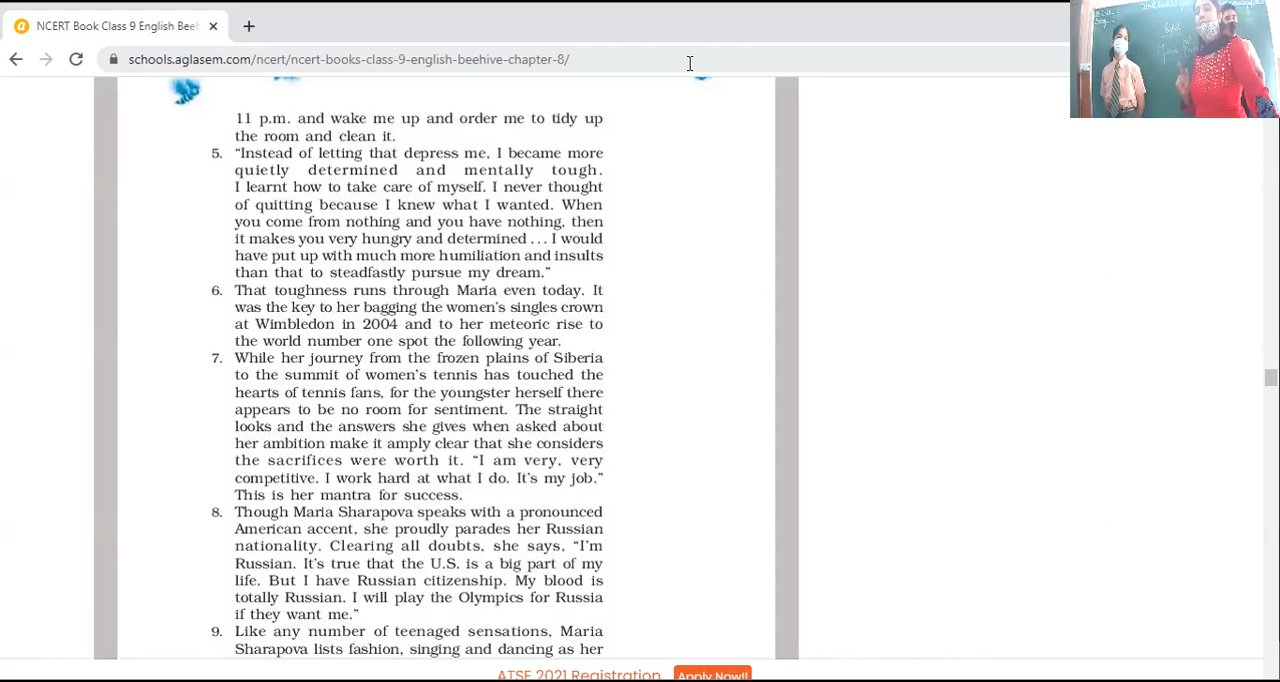 NCERT Book Class 9 English Beeh
schools.aglasem.com/ncert/ncert-books-class-9-english-beehive-chapter-8/
11 p.m. and wake me up and order me to tidy up
the room and clean it.
5. “Instead of letting that depress me, I became more
quietly determined and mentally tough.
I learnt how to take care of myself. I never thought
of quitting because I knew what I wanted. When
you come from nothing and you have nothing, then
it makes you very hungry and determined . . . I would
have put up with much more humiliation and insults
than that to steadfastly pursue my dream.”
6. That toughness runs through Maria even today. It
was the key to her bagging the women’s singles crown
at Wimbledon in 2004 and to her meteoric rise to
the world number one spot the following year.
7. While her journey from the frozen plains of Siberia
to the summit of women’s tennis has touched the
hearts of tennis fans, for the youngster herself there
appears to be no room for sentiment. The straight
looks and the answers she gives when asked about
her ambition make it amply clear that she considers
the sacrifices were worth it. “I am very, very
competitive. I work hard at what I do. It’s my job.”
This is her mantra for success.
8. Though Maria Sharapova speaks with a pronounced
American accent, she proudly parades her Russian
nationality. Clearing all doubts, she says, “I’m
Russian. It’s true that the U.S. is a big part of my
life. But I have Russian citizenship. My blood is
totally Russian. I will play the Olympics for Russia
if they want me.”
9. Like any number of teenaged sensations, Maria
Sharapova lists fashion, singing and dancing as her
ATSE 2021 Registration Apply Now!!